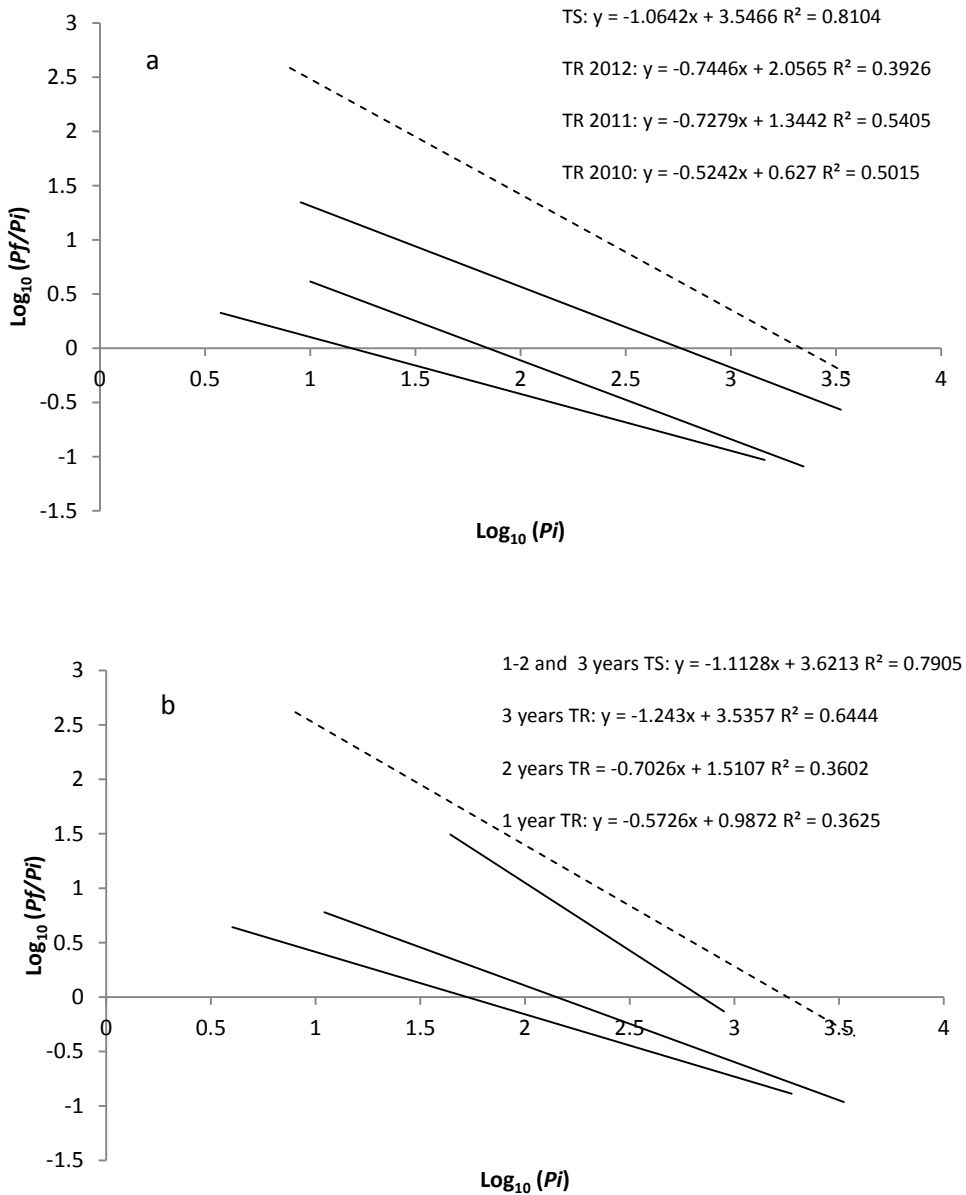 a
TS: y = -1.0642x + 3.5466 R² = 0.8104
TR 2012: y = -0.7446x + 2.0565 R² = 0.3926
TR 2011: y = -0.7279x + 1.3442 R² = 0.5405
TR 2010: y = -0.5242x + 0.627 R² = 0.5015
3
2.5
2
1.5
1
0.5
0
-0.5
-1
-1.5
Log₁₀ (Pf/Pi)
0 0.5 1 1.5 2 2.5 3 3.5 4
Log₁₀ (Pi)
b
1-2 and 3 years TS: y = -1.1128x + 3.6213 R² = 0.7905
3 years TR: y = -1.243x + 3.5357 R² = 0.6444
2 years TR = -0.7026x + 1.5107 R² = 0.3602
1 year TR: y = -0.5726x + 0.9872 R² = 0.3625
3
2.5
2
1.5
1
0.5
0
-0.5
-1
-1.5
Log₁₀ (Pf/Pi)
0 0.5 1 1.5 2 2.5 3 3.5 4
Log₁₀ (Pi)